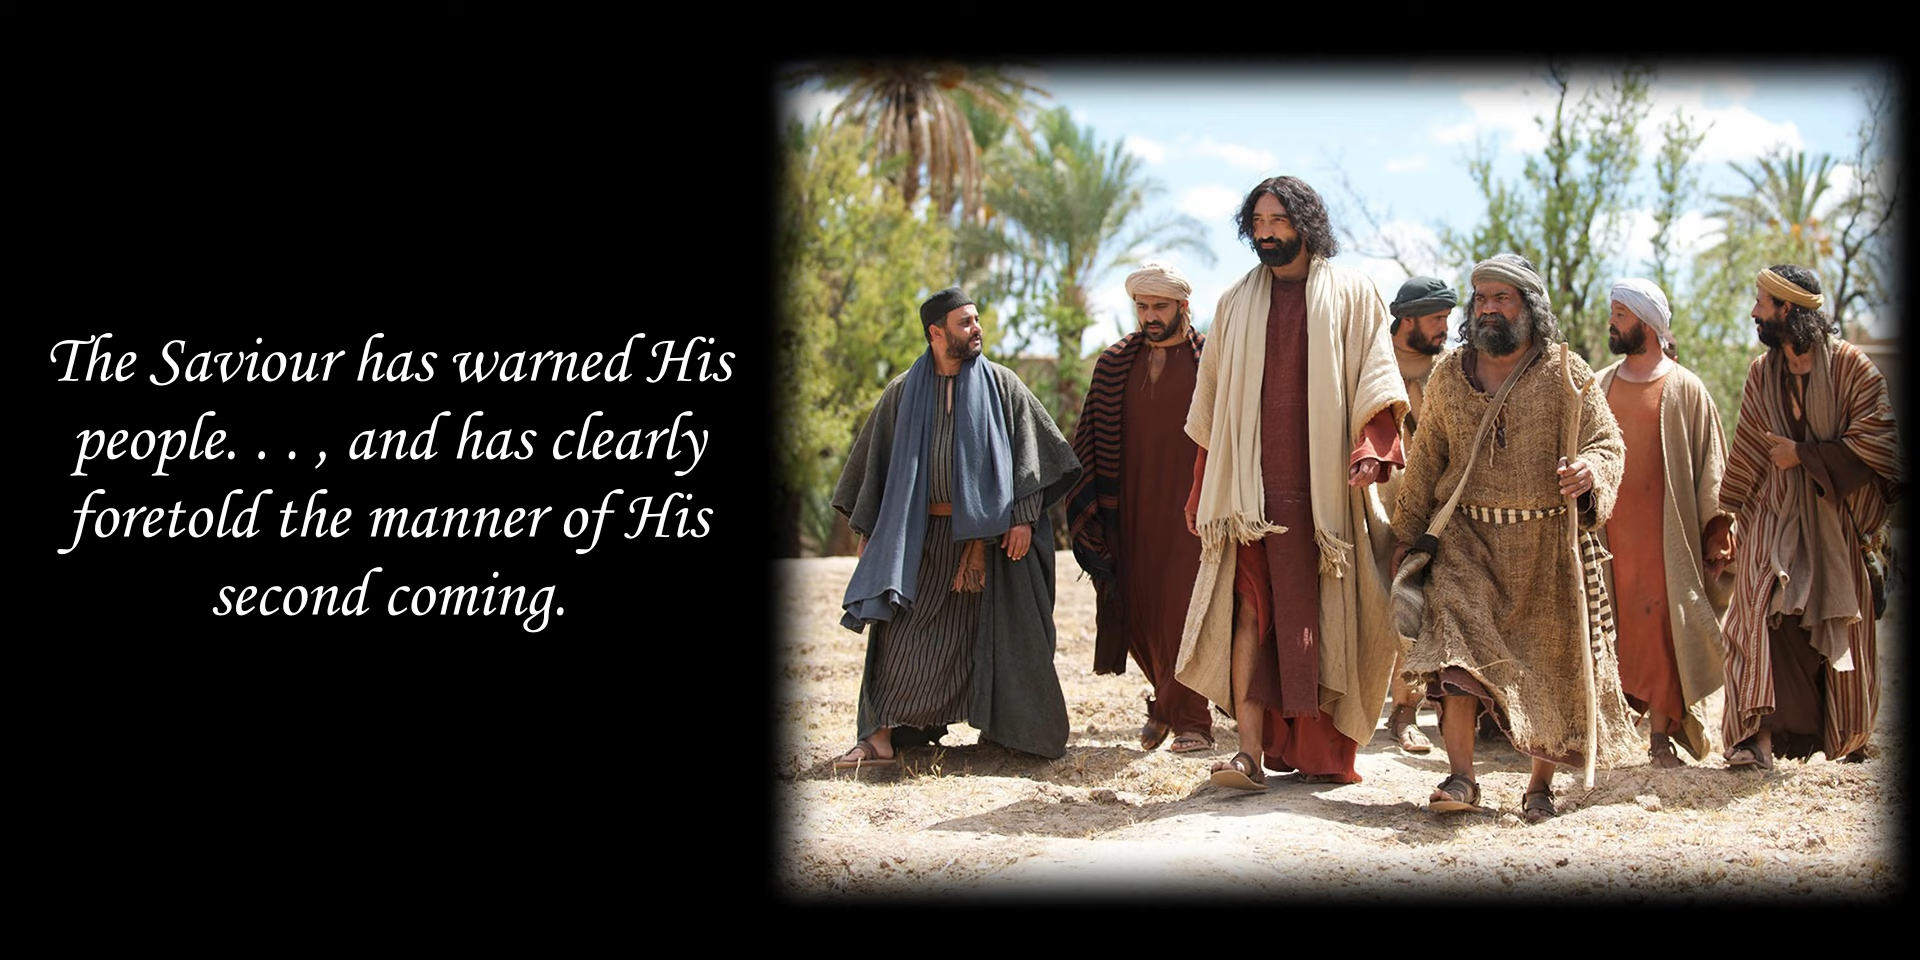 The Saviour has warned His
people. . . , and has clearly
foretold the manner of His
second coming.